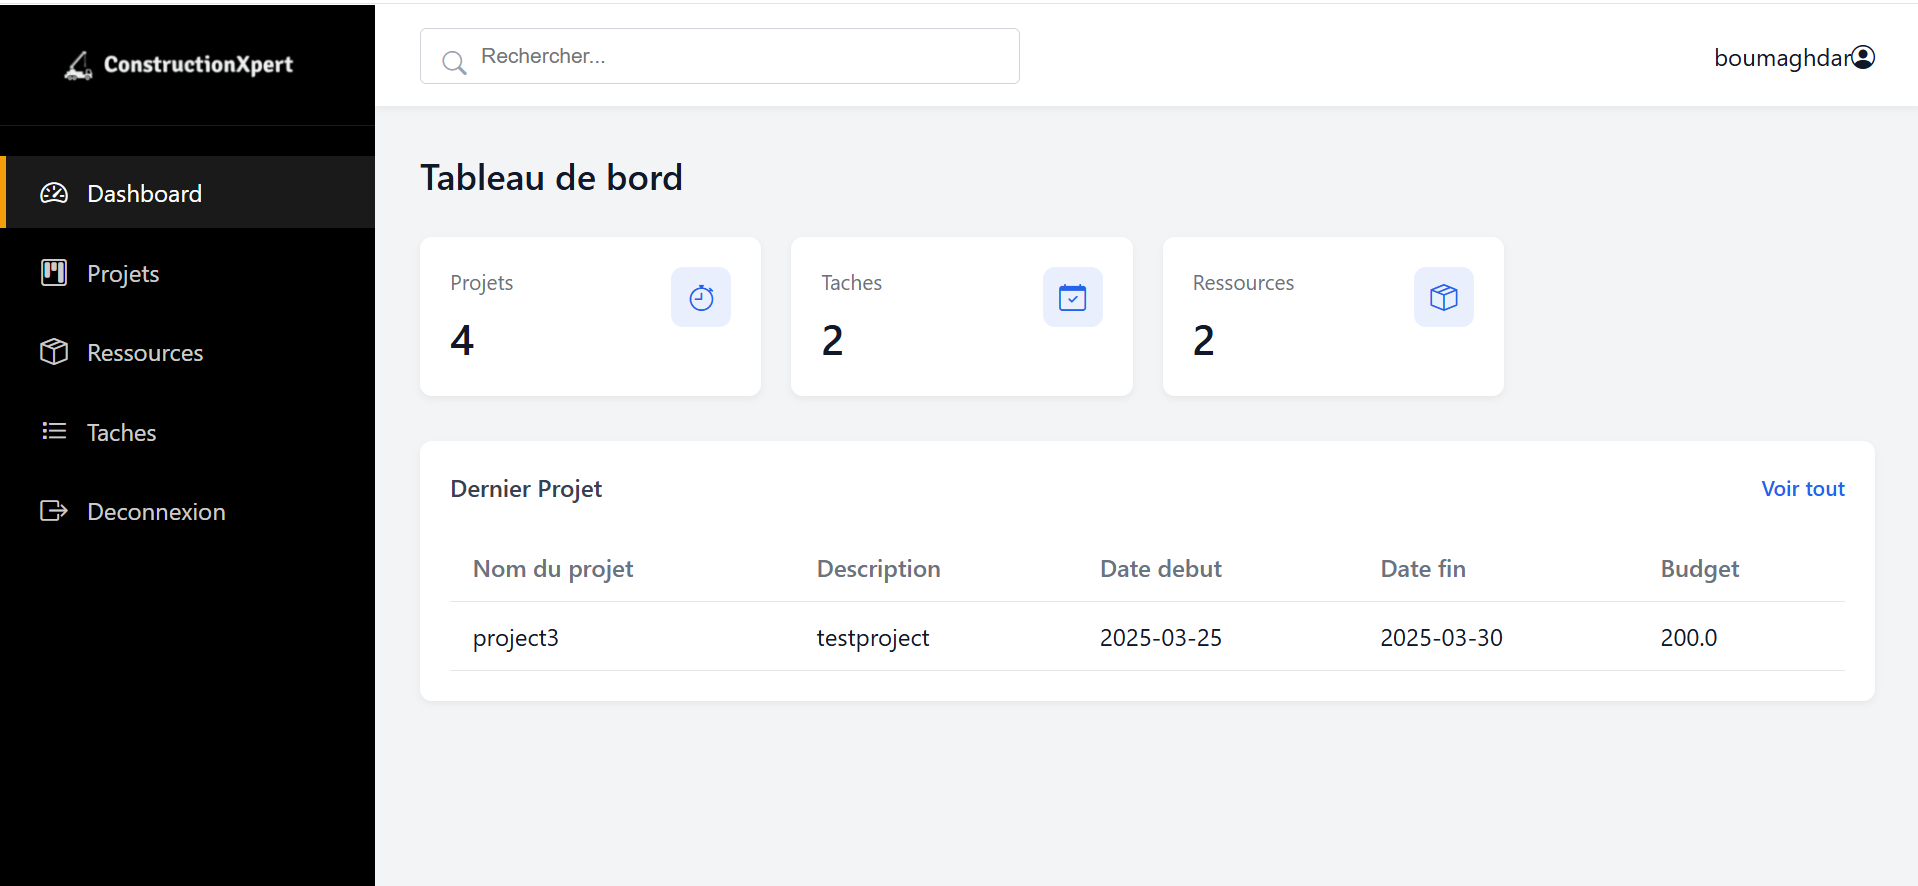 ConstructionXpert
Rechercher...
boumaghdar
Dashboard
Projets
Ressources
Taches
Deconnexion
Tableau de bord
Projets
4
Taches
2
Ressources
2
Dernier Projet
Voir tout
Nom du projet Description Date debut Date fin Budget
project3 testproject 2025-03-25 2025-03-30 200.0